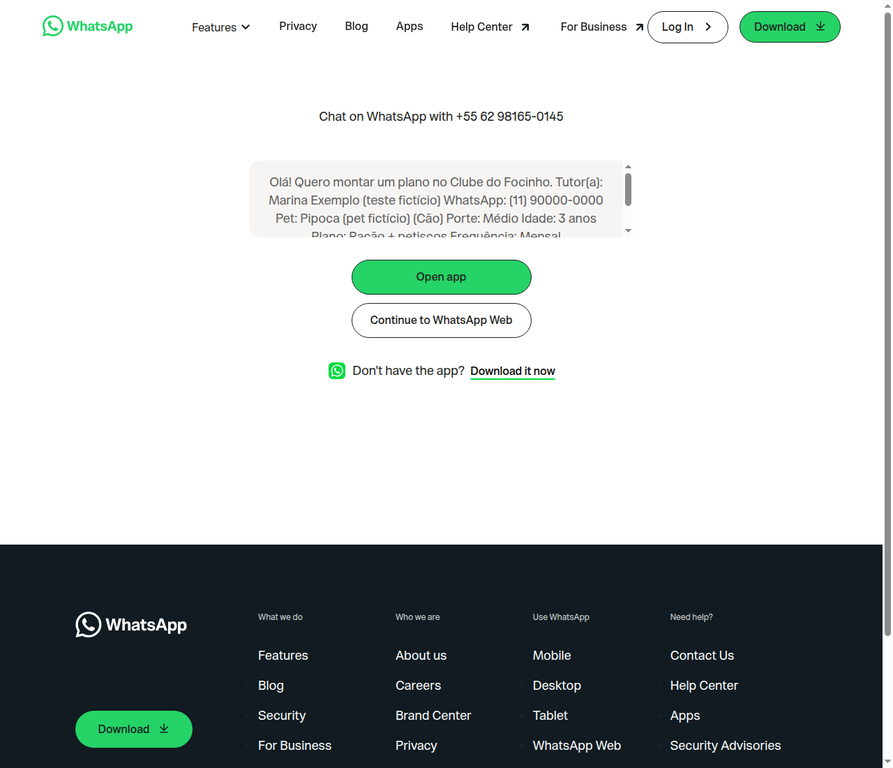 WhatsApp
Features
Privacy
Blog
Apps
Help Center
For Business
Log In
Download
Chat on WhatsApp with +55 62 98165-0145
Olá! Quero montar um plano no Clube do Focinho. Tutor(a):
Marina Exemplo (teste fictício) WhatsApp: (11) 90000-0000
Pet: Pipoca (pet fictício) (Cão) Porte: Médio Idade: 3 anos
Plano: Ração + petiscos Frequência: Mensal
Open app
Continue to WhatsApp Web
Don't have the app? Download it now
WhatsApp
Download
What we do
Features
Blog
Security
For Business
Who we are
About us
Careers
Brand Center
Privacy
Use WhatsApp
Mobile
Desktop
Tablet
WhatsApp Web
Need help?
Contact Us
Help Center
Apps
Security Advisories